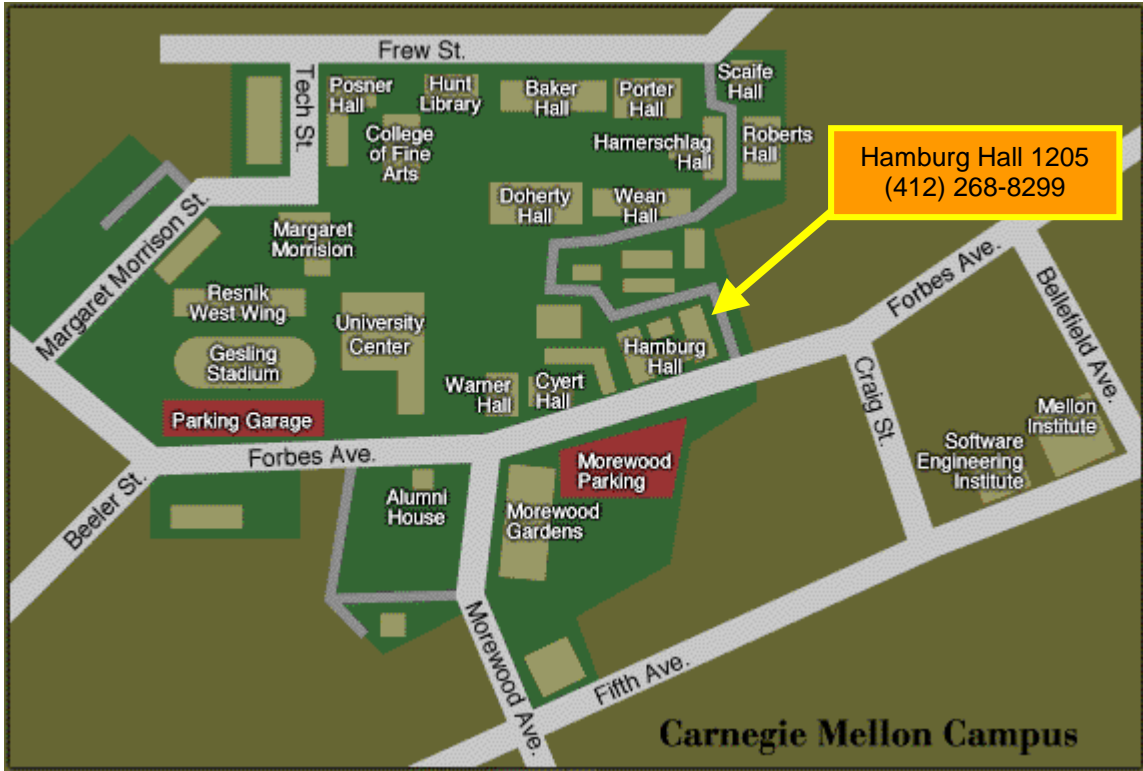 Frew St.
Tech St.
Posner
Hall
Hunt
Library
Baker
Hall
Porter
Hall
Scaife
Hall
College
of Fine
Arts
Hamerschlag
Hall
Roberts
Hall
Hamburg Hall 1205
(412) 268-8299
Doherty
Hall
Wean
Hall
Margaret Morrison St.
Margaret
Morrision
Resnik
West Wing
University
Center
Gesling
Stadium
Hamburg
Hall
Warner
Hall
Cyert
Hall
Forbes Ave.
Bellefield Ave.
Craig St.
Parking Garage
Forbes Ave.
Mellon
Institute
Software
Engineering
Institute
Morewood
Parking
Beeler St.
Alumni
House
Morewood
Gardens
Morewood Ave.
Fifth Ave.
Carnegie Mellon Campus